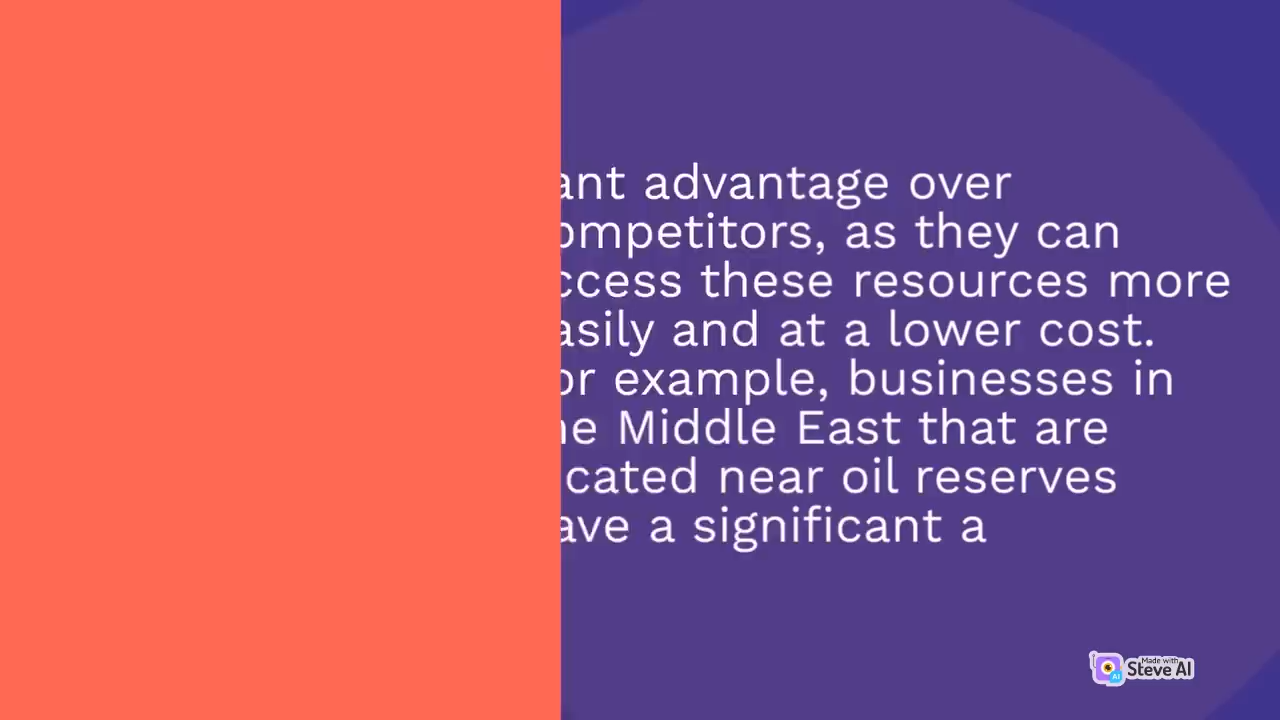 ant advantage over
ompetitors, as they can
ccess these resources more
asily and at a lower cost.
or example, businesses in
he Middle East that are
cated near oil reserves
ave a significant a
Made with
Steve AI